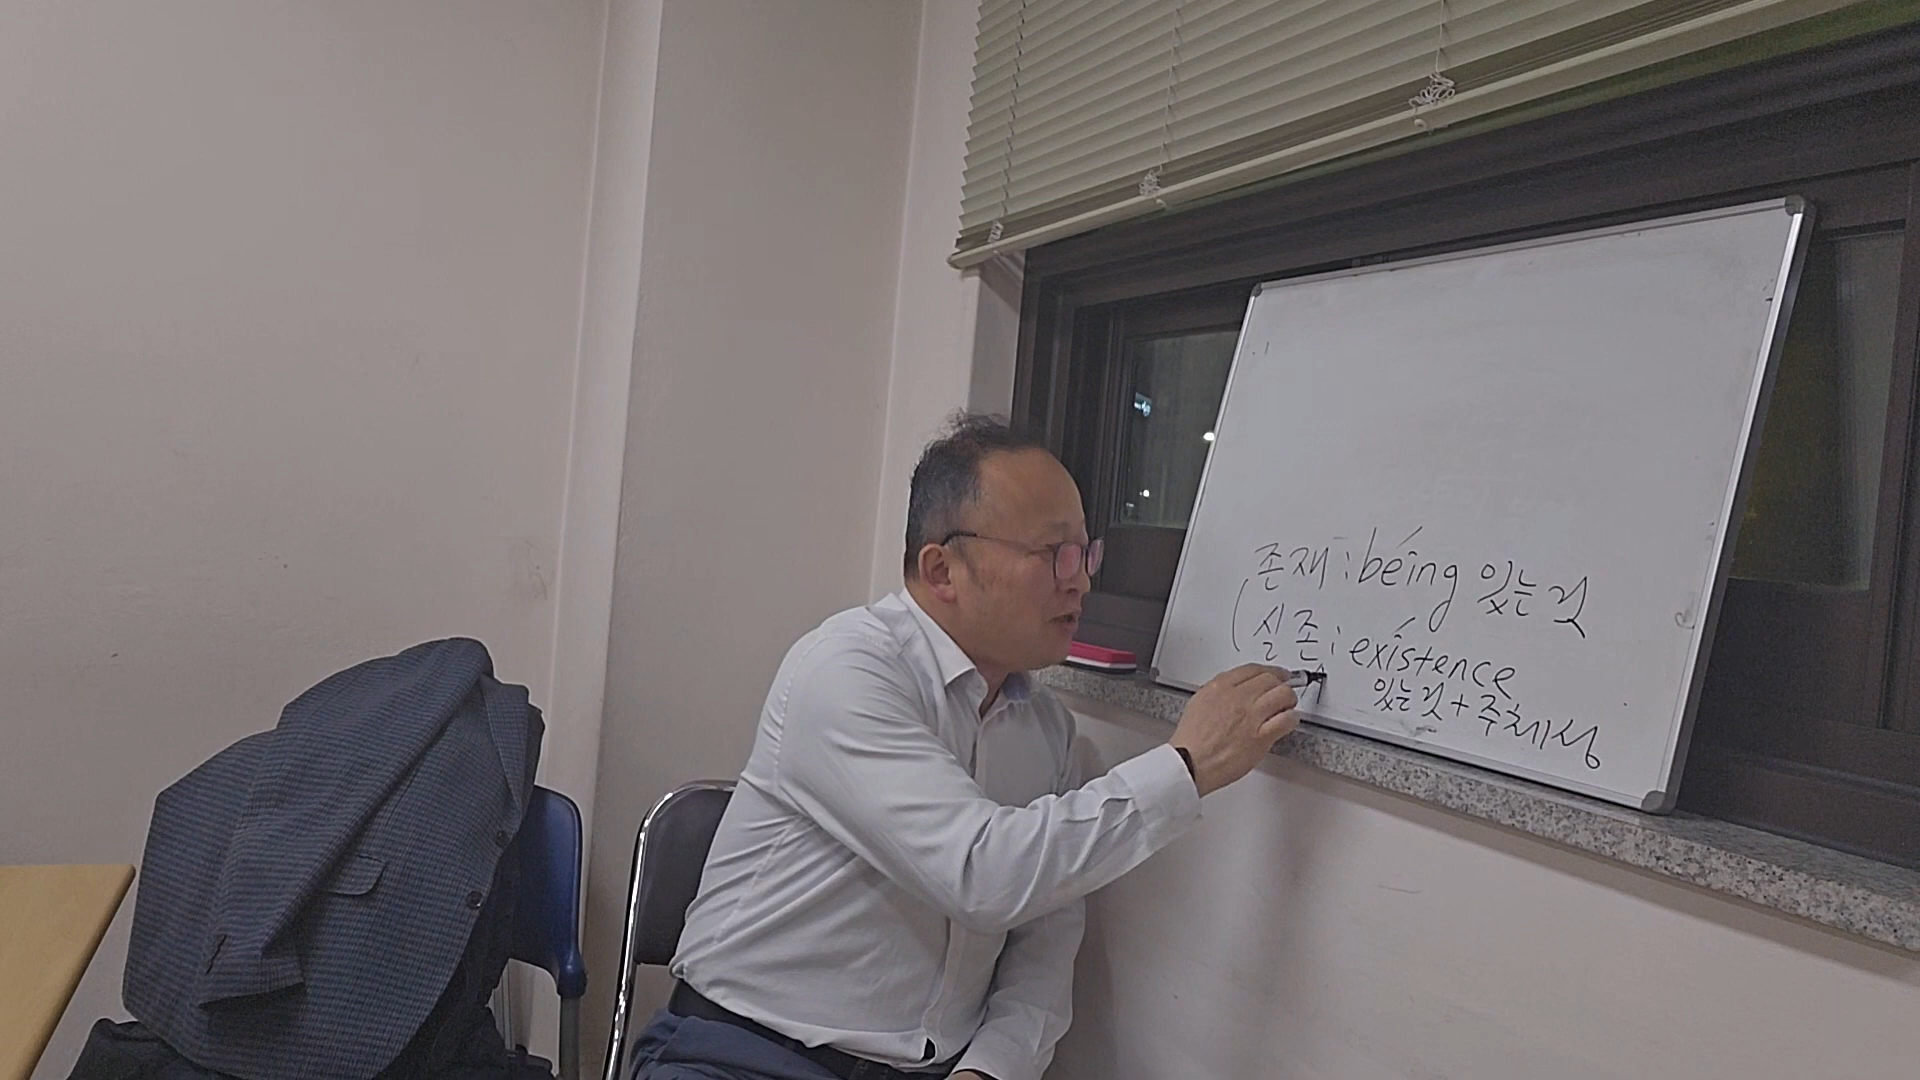 존재 : being 있는 것
( 실존 : existence
있는 것 + 주체성